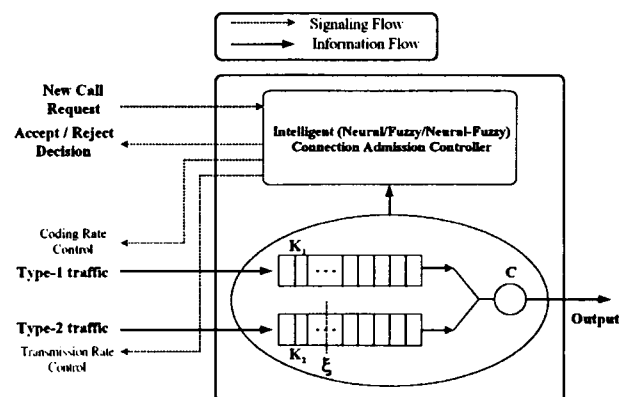 Signaling Flow
Information Flow
New Call
Request
Accept / Reject
Decision
Intelligent (Neural/Fuzzy/Neural-Fuzzy)
Connection Admission Controller
Coding Rate
Control
K₁
...
C
Type-1 traffic
Type-2 traffic
...
Output
Transmission Rate
Control
K₂
ξ